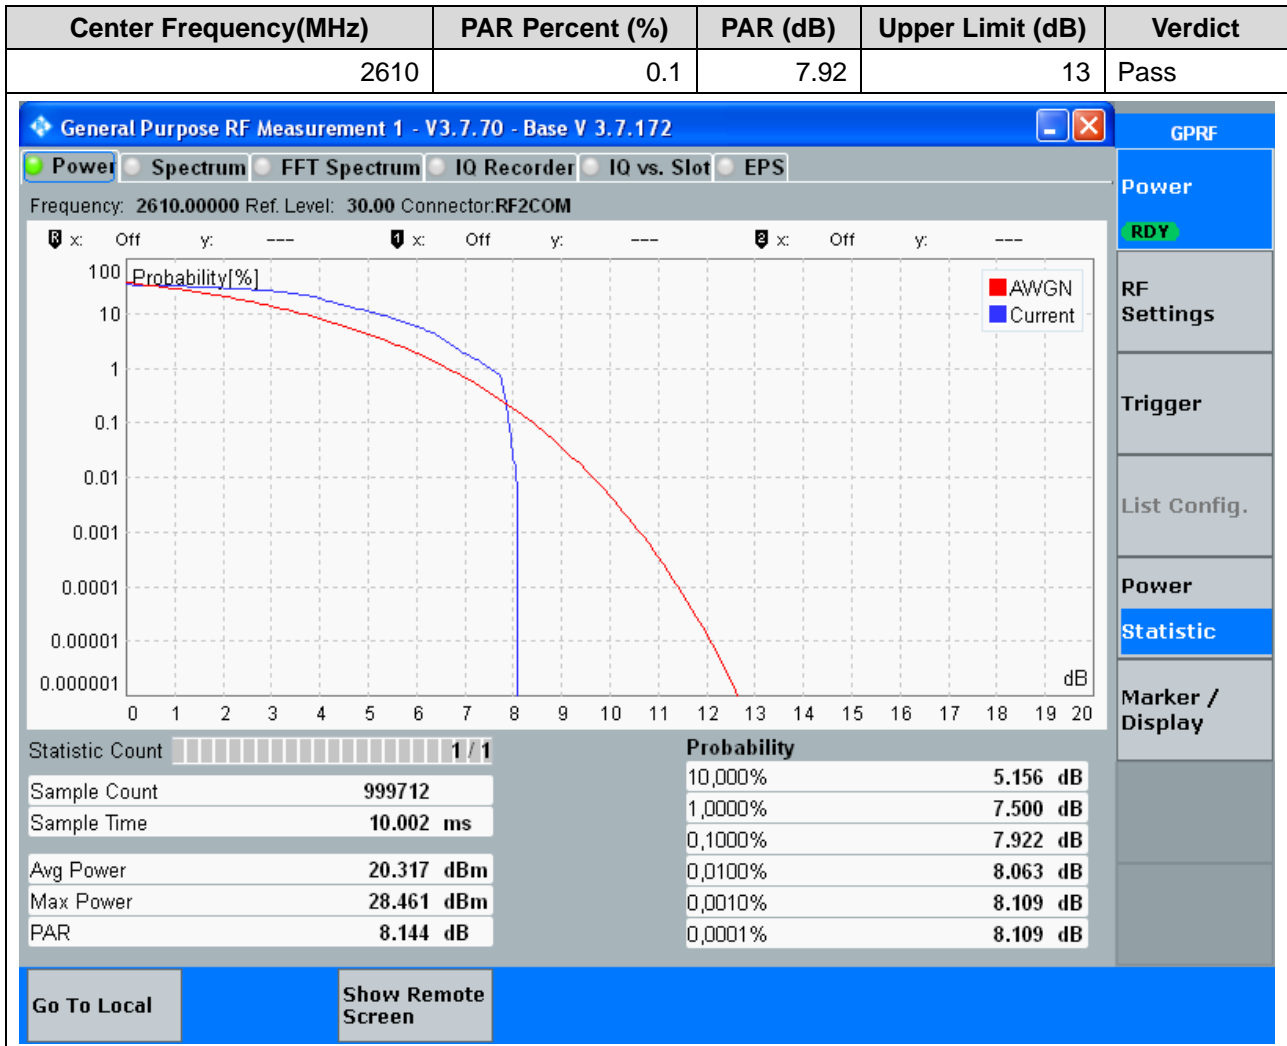 Center Frequency(MHz) PAR Percent (%) PAR (dB) Upper Limit (dB) Verdict
2610 0.1 7.92 13 Pass
General Purpose RF Measurement 1 - V3.7.70 - Base V 3.7.172
GPRF
Power Spectrum FFT Spectrum IQ Recorder IQ vs. Slot EPS
Power
RDY
Frequency: 2610.00000 Ref. Level: 30.00 Connector:RF2COM
R x: Off y: --- 1 x: Off y: --- 2 x: Off y: ---
Probability[%]
AWGN
Current
100
10
1
0.1
0.01
0.001
0.0001
0.00001
0.000001
dB
0 1 2 3 4 5 6 7 8 9 10 11 12 13 14 15 16 17 18 19 20
RF
Settings
Trigger
List Config.
Power
Statistic
Marker /
Display
Statistic Count 1 / 1
Sample Count 999712
Sample Time 10.002 ms
Avg Power 20.317 dBm
Max Power 28.461 dBm
PAR 8.144 dB
Probability
10,000% 5.156 dB
1,0000% 7.500 dB
0,1000% 7.922 dB
0,0100% 8.063 dB
0,0010% 8.109 dB
0,0001% 8.109 dB
Go To Local
Show Remote
Screen